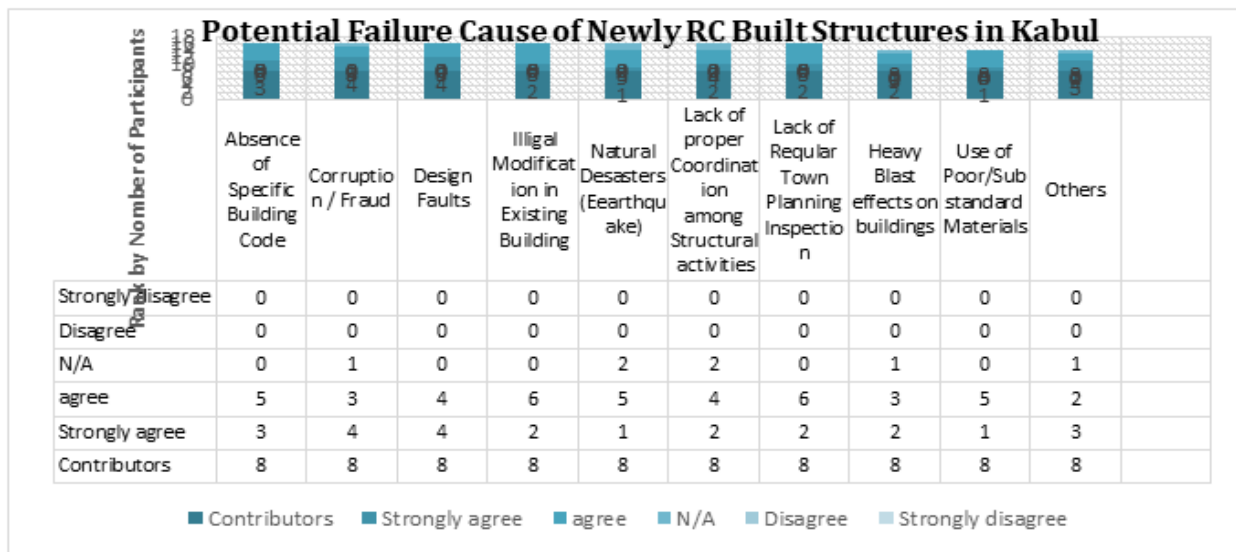 Potential Failure Cause of Newly RC Built Structures in Kabul
Rank by Nomber of Participants
18
Absence
of
Specific
Building
Code
Corruptio
n / Fraud
Design
Faults
Illigal
Modificat
ion in
Existing
Building
Natural
Desasters
(Eearthqu
ake)
Lack of
proper
Coordinat
ion
among
Structural
activities
Lack of
Reqular
Town
Planning
Inspectio
n
Heavy
Blast
effects on
buildings
Use of
Poor/Sub
standard
Materials
Others
Strongly disagree 0 0 0 0 0 0 0 0 0 0
Disagree 0 0 0 0 0 0 0 0 0 0
N/A 0 1 0 0 2 2 0 1 0 1
agree 5 3 4 6 5 4 6 3 5 2
Strongly agree 3 4 4 2 1 2 2 2 1 3
Contributors 8 8 8 8 8 8 8 8 8 8
Contributors Strongly agree agree N/A Disagree Strongly disagree